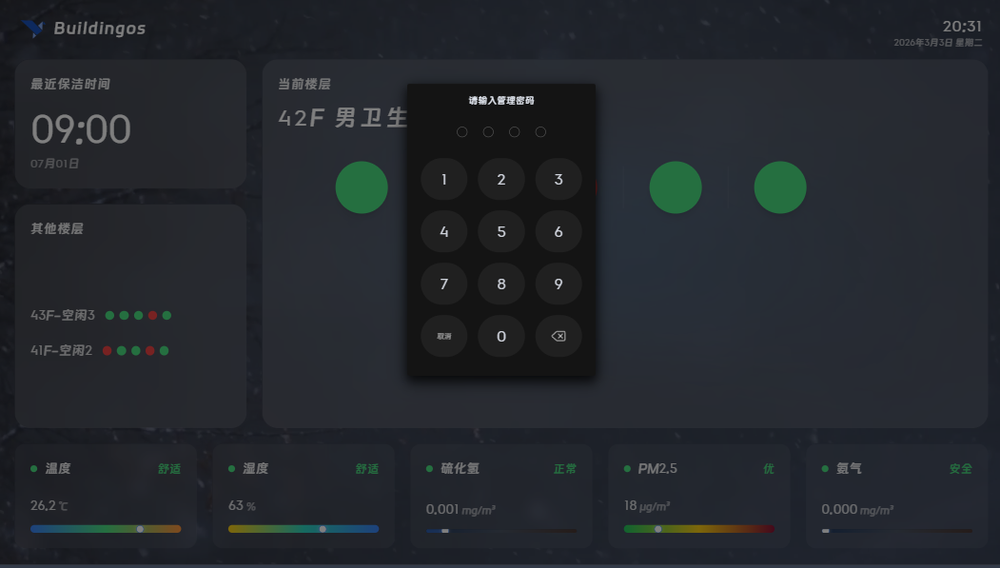 Buildingos
20:31
2026年3月3日 星期二
最近保洁时间
09:00
07月01日
当前楼层
42F 男卫生
其他楼层
43F-空闲3
41F-空闲2
请输入管理密码
1 2 3
4 5 6
7 8 9
取消 0
温度 舒适
26.2 ℃
湿度 舒适
63 %
硫化氢 正常
0.001 mg/m³
PM2.5 优
18 μg/m³
氨气 安全
0.000 mg/m³